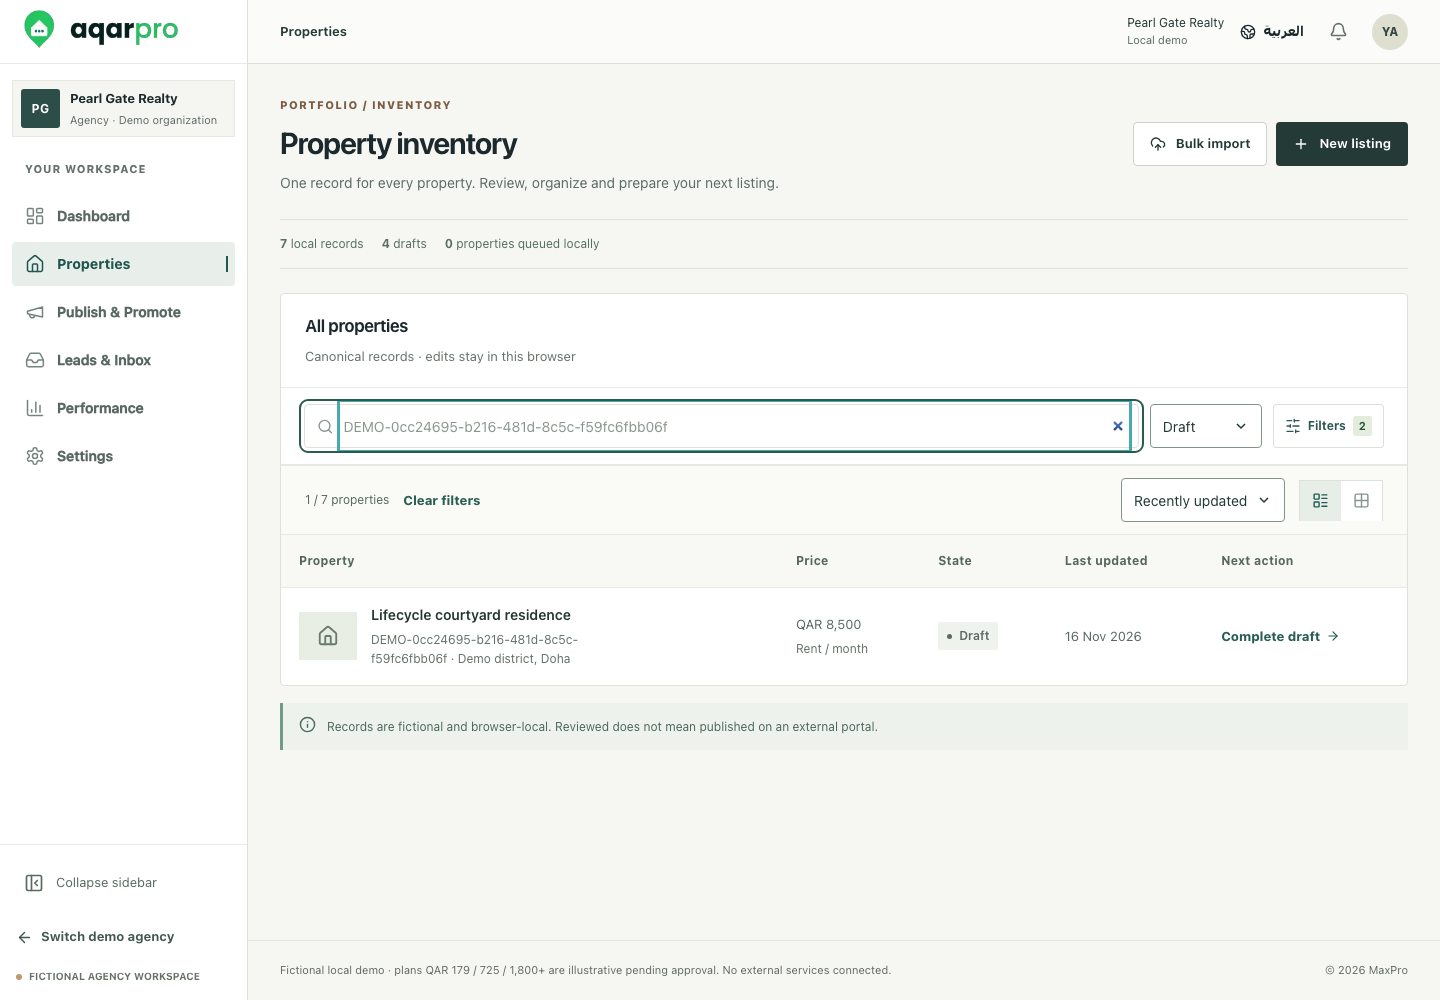 aqarpro
Properties
Pearl Gate Realty
Local demo
العربية
YA
PG
Pearl Gate Realty
Agency · Demo organization
YOUR WORKSPACE
Dashboard
Properties
Publish & Promote
Leads & Inbox
Performance
Settings
Collapse sidebar
Switch demo agency
FICTIONAL AGENCY WORKSPACE
PORTFOLIO / INVENTORY
Property inventory
One record for every property. Review, organize and prepare your next listing.
Bulk import
New listing
7 local records 4 drafts 0 properties queued locally
All properties
Canonical records · edits stay in this browser
DEMO-0cc24695-b216-481d-8c5c-f59fc6fbb06f
Draft
Filters 2
1 / 7 properties Clear filters
Recently updated
Property Price State Last updated Next action
Lifecycle courtyard residence
DEMO-0cc24695-b216-481d-8c5c-
f59fc6fbb06f · Demo district, Doha
QAR 8,500
Rent / month
Draft
16 Nov 2026
Complete draft
Records are fictional and browser-local. Reviewed does not mean published on an external portal.
Fictional local demo · plans QAR 179 / 725 / 1,800+ are illustrative pending approval. No external services connected.
© 2026 MaxPro